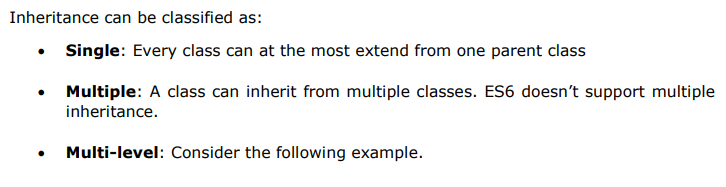 Inheritance can be classified as:
• Single: Every class can at the most extend from one parent class
• Multiple: A class can inherit from multiple classes. ES6 doesn’t support multiple
inheritance.
• Multi-level: Consider the following example.